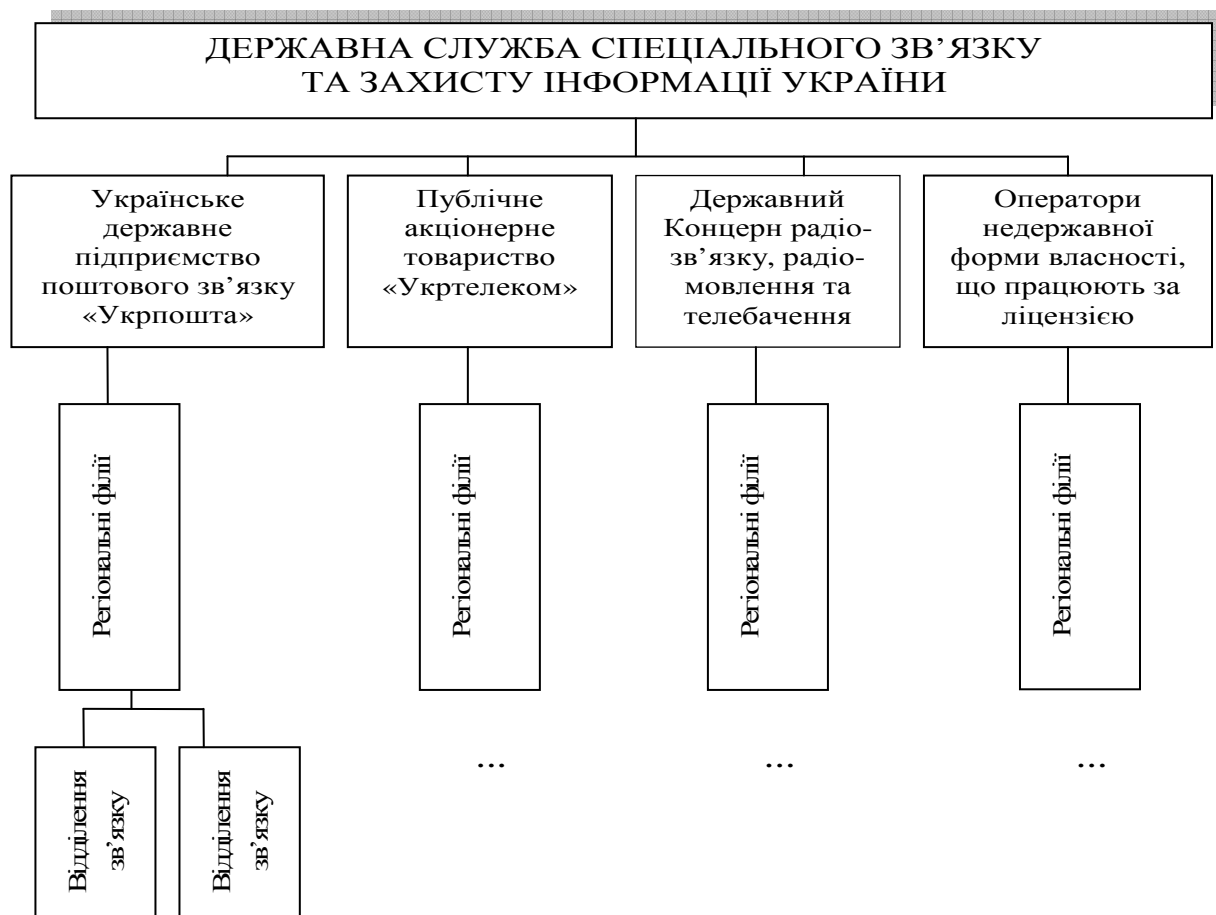 ДЕРЖАВНА СЛУЖБА СПЕЦІАЛЬНОГО ЗВ’ЯЗКУ
ТА ЗАХИСТУ ІНФОРМАЦІЇ УКРАЇНИ
Українське
державне
підприємство
поштового зв’язку
«Укрпошта»
Публічне
акціонерне
товариство
«Укртелеком»
Державний
Концерн радіо-
зв’язку, радіо-
мовлення та
телебачення
Оператори
недержавної
форми власності,
що працюють за
ліцензією
Регіональні філії
Регіональні філії
Регіональні філії
Регіональні філії
Відділення
зв’язку
Відділення
зв’язку
...
...
...